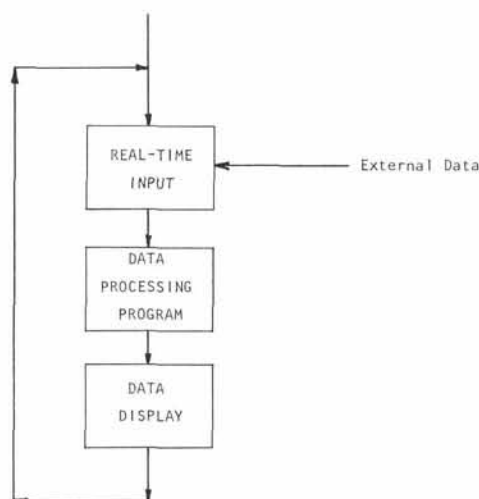 REAL-TIME
INPUT
External Data
DATA
PROCESSING
PROGRAM
DATA
DISPLAY